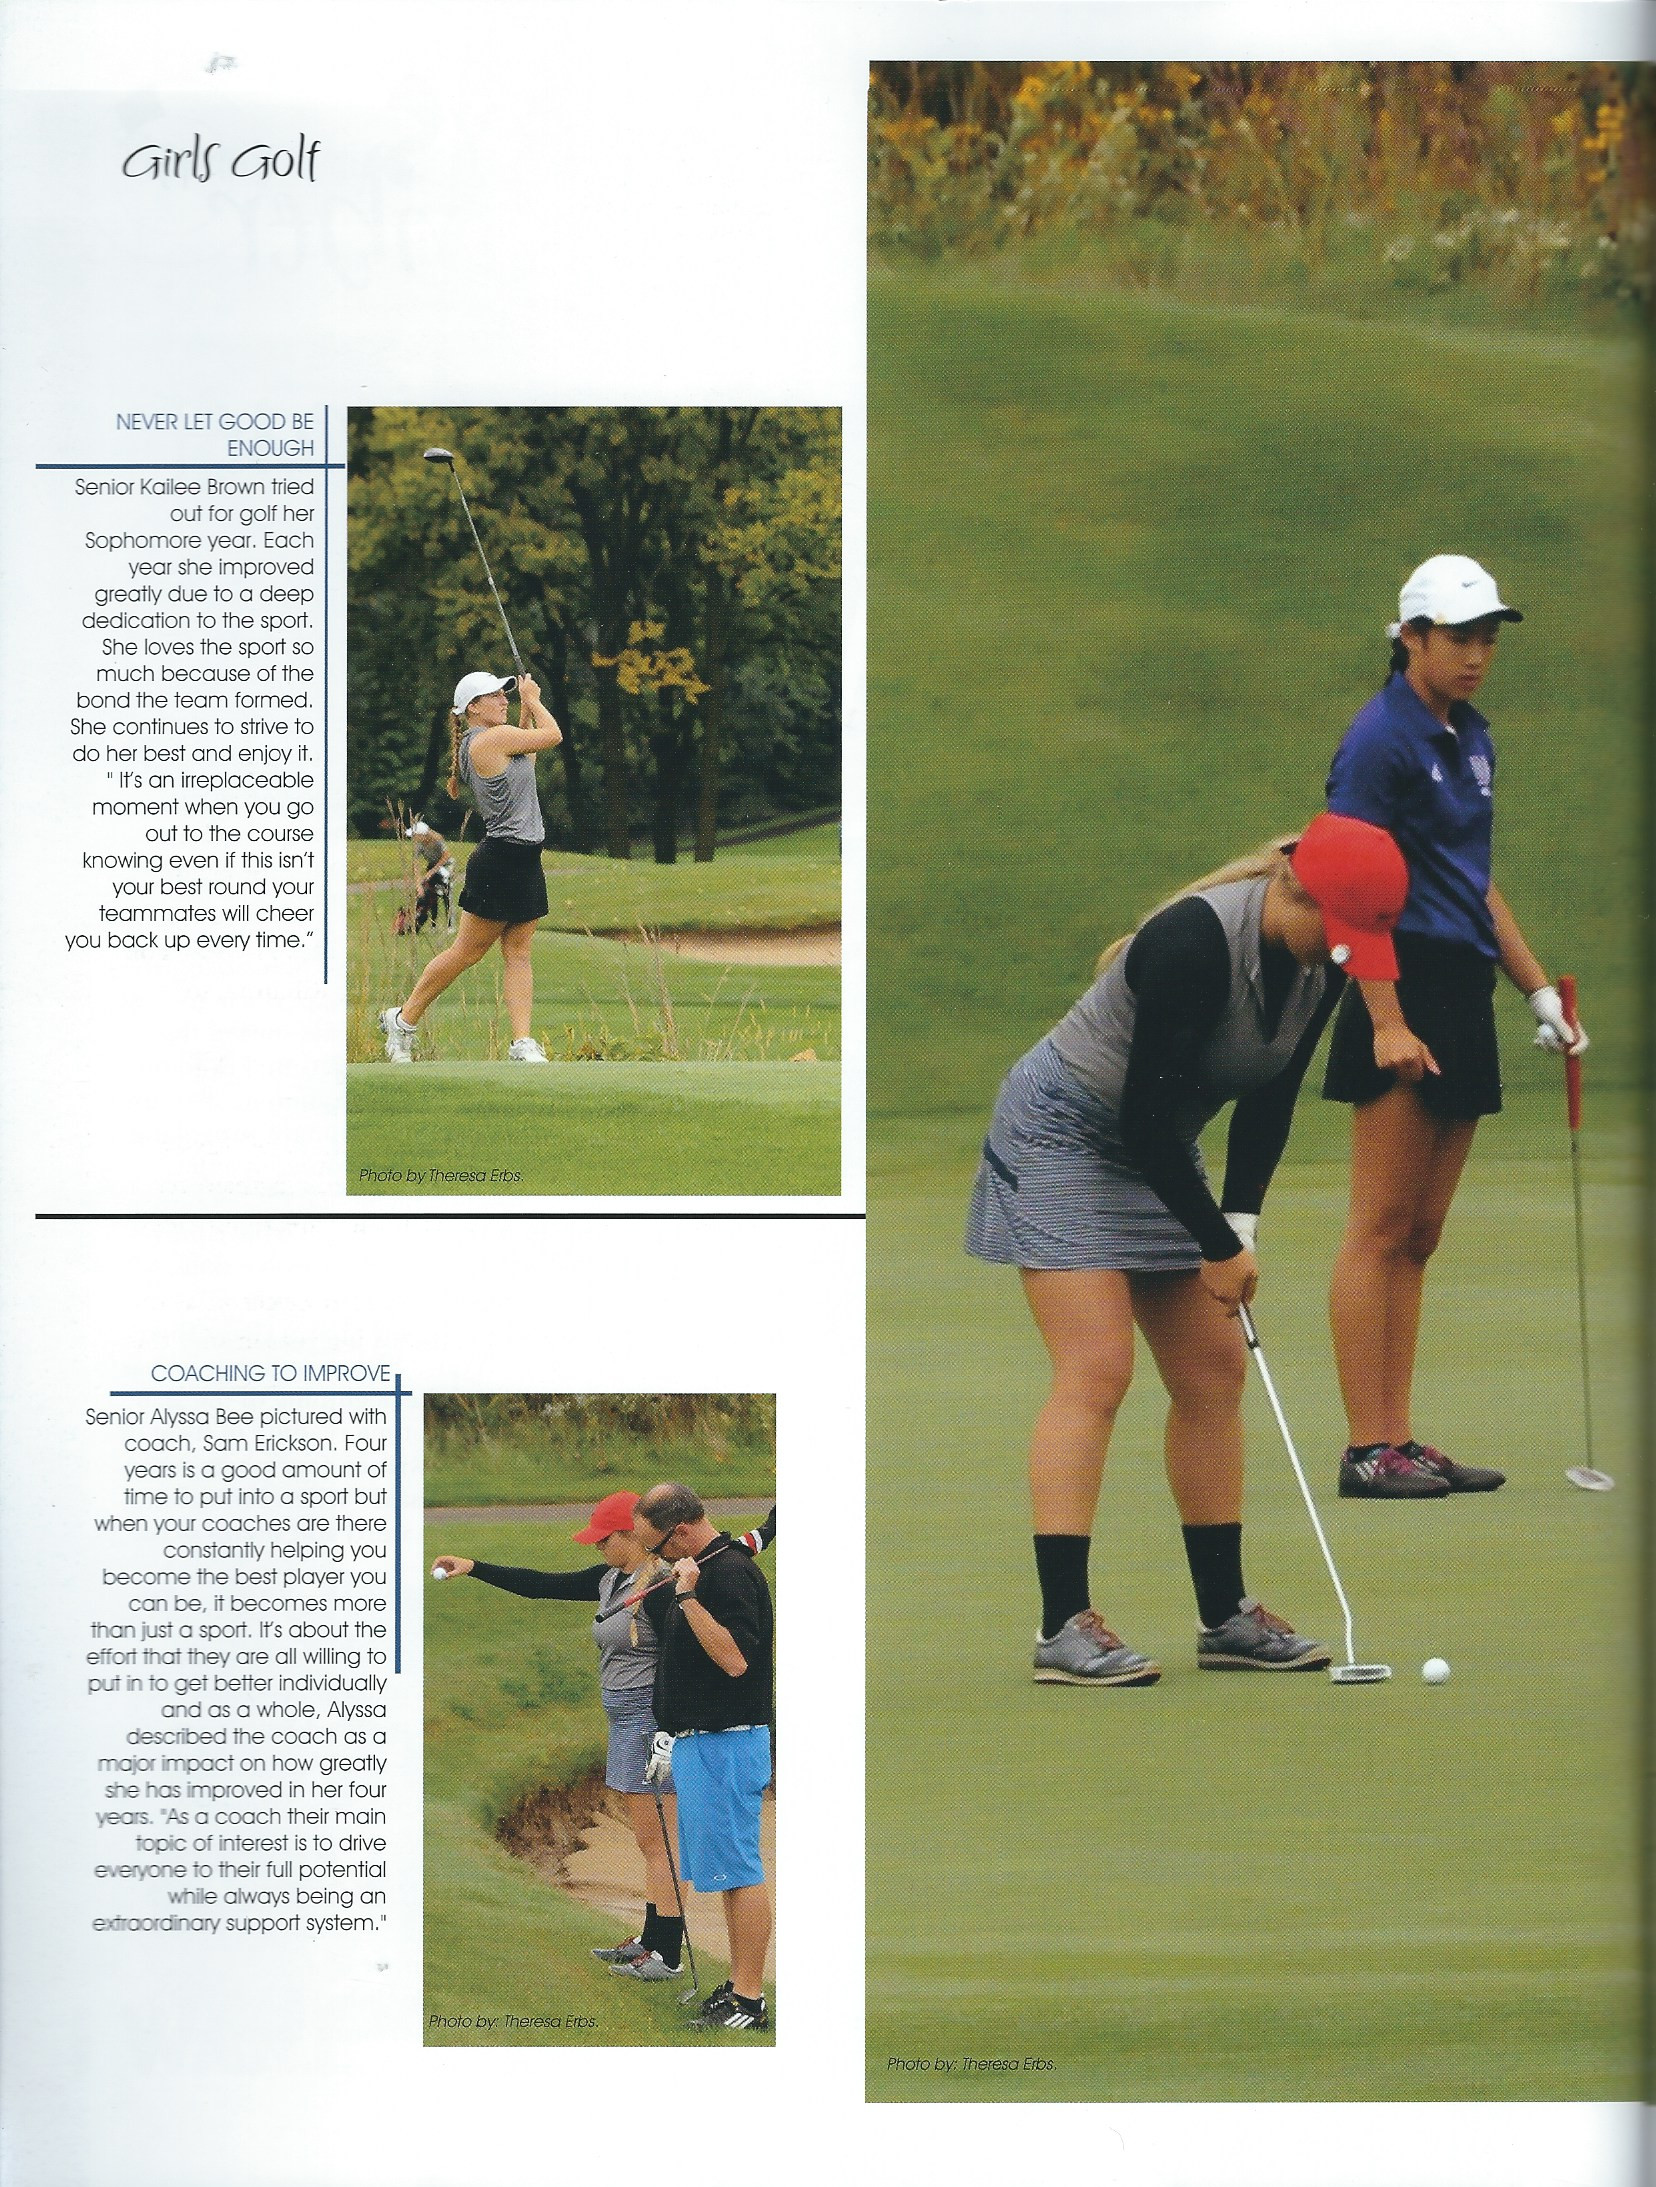 Girls Golf
NEVER LET GOOD BE
ENOUGH
Senior Kailee Brown tried
out for golf her
Sophomore year. Each
year she improved
greatly due to a deep
dedication to the sport.
She loves the sport so
much because of the
bond the team formed.
She continues to strive to
do her best and enjoy it.
" It's an irreplaceable
moment when you go
out to the course
knowing even if this isn't
your best round your
teammates will cheer
you back up every time."
Photo by Theresa Erbs.
COACHING TO IMPROVE
Senior Alyssa Bee pictured with
coach, Sam Erickson. Four
years is a good amount of
time to put into a sport but
when your coaches are there
constantly helping you
become the best player you
can be, it becomes more
than just a sport. It's about the
effort that they are all willing to
put in to get better individually
and as a whole, Alyssa
described the coach as a
major impact on how greatly
she has improved in her four
years. "As a coach their main
topic of interest is to drive
everyone to their full potential
while always being an
extraordinary support system."
Photo by: Theresa Erbs.
Photo by: Theresa Erbs.